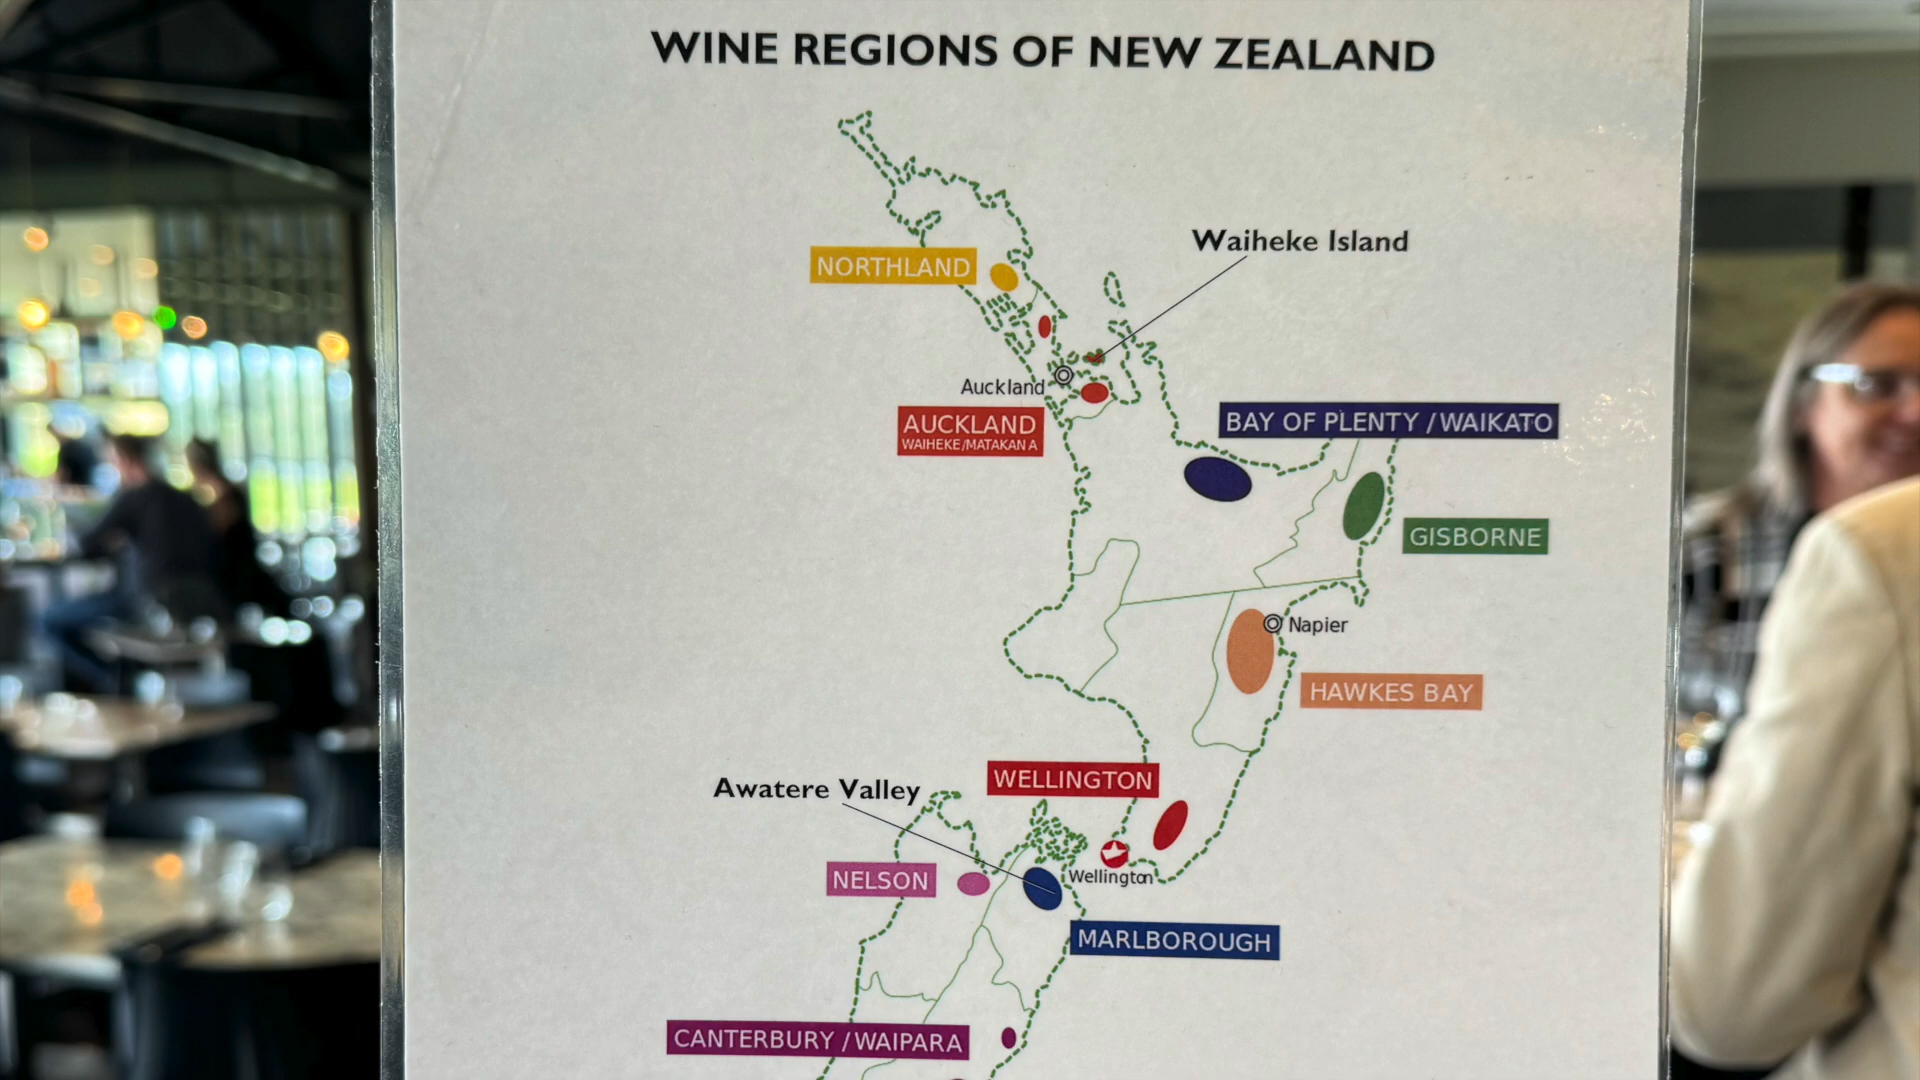 WINE REGIONS OF NEW ZEALAND
Waiheke Island
NORTHLAND
Auckland
AUCKLAND
WAIHEKE/MATAKANA
BAY OF PLENTY / WAIKATO
GISBORNE
Napier
HAWKES BAY
WELLINGTON
Awatere Valley
NELSON
Wellington
MARLBOROUGH
CANTERBURY / WAIPARA